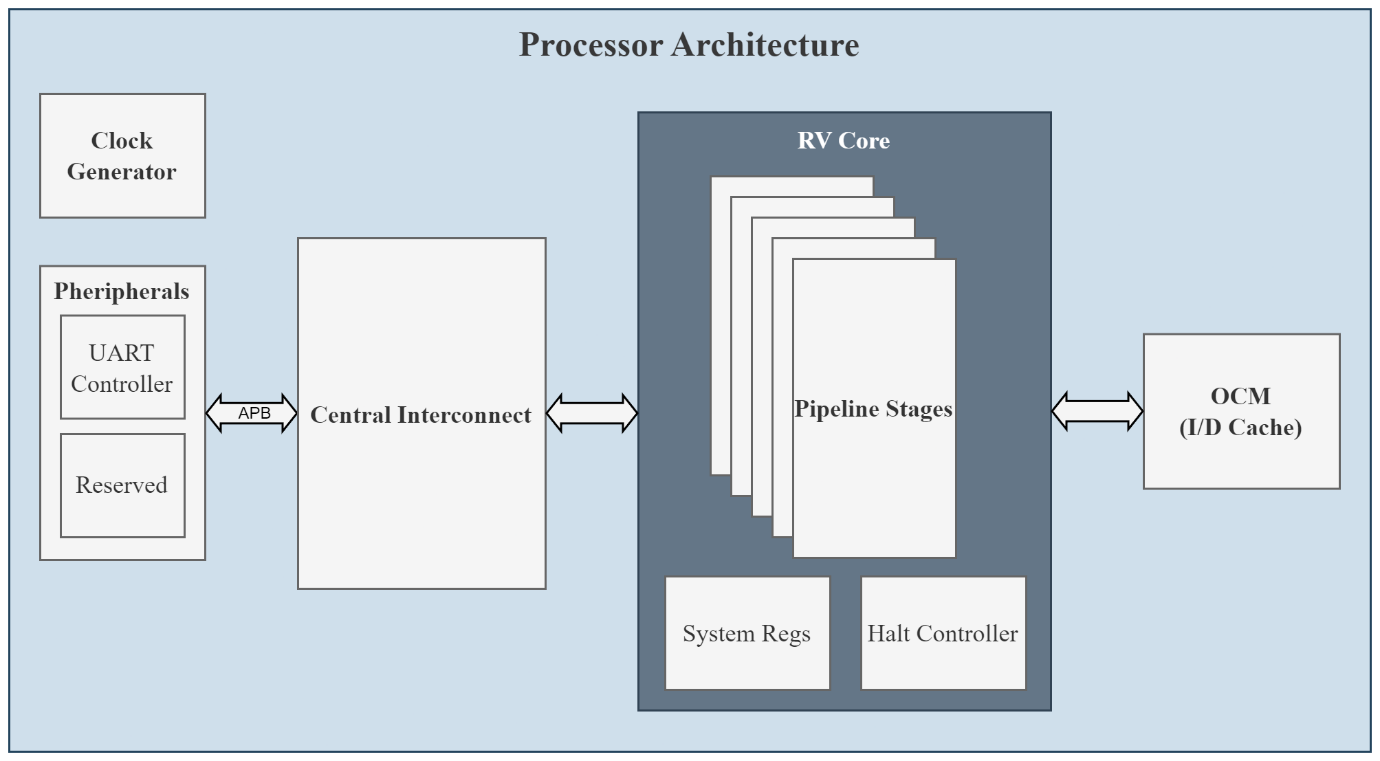 Processor Architecture
Clock
Generator
Pheripherals
UART
Controller
Reserved
APB
Central Interconnect
RV Core
Pipeline Stages
System Regs
Halt Controller
OCM
(I/D Cache)